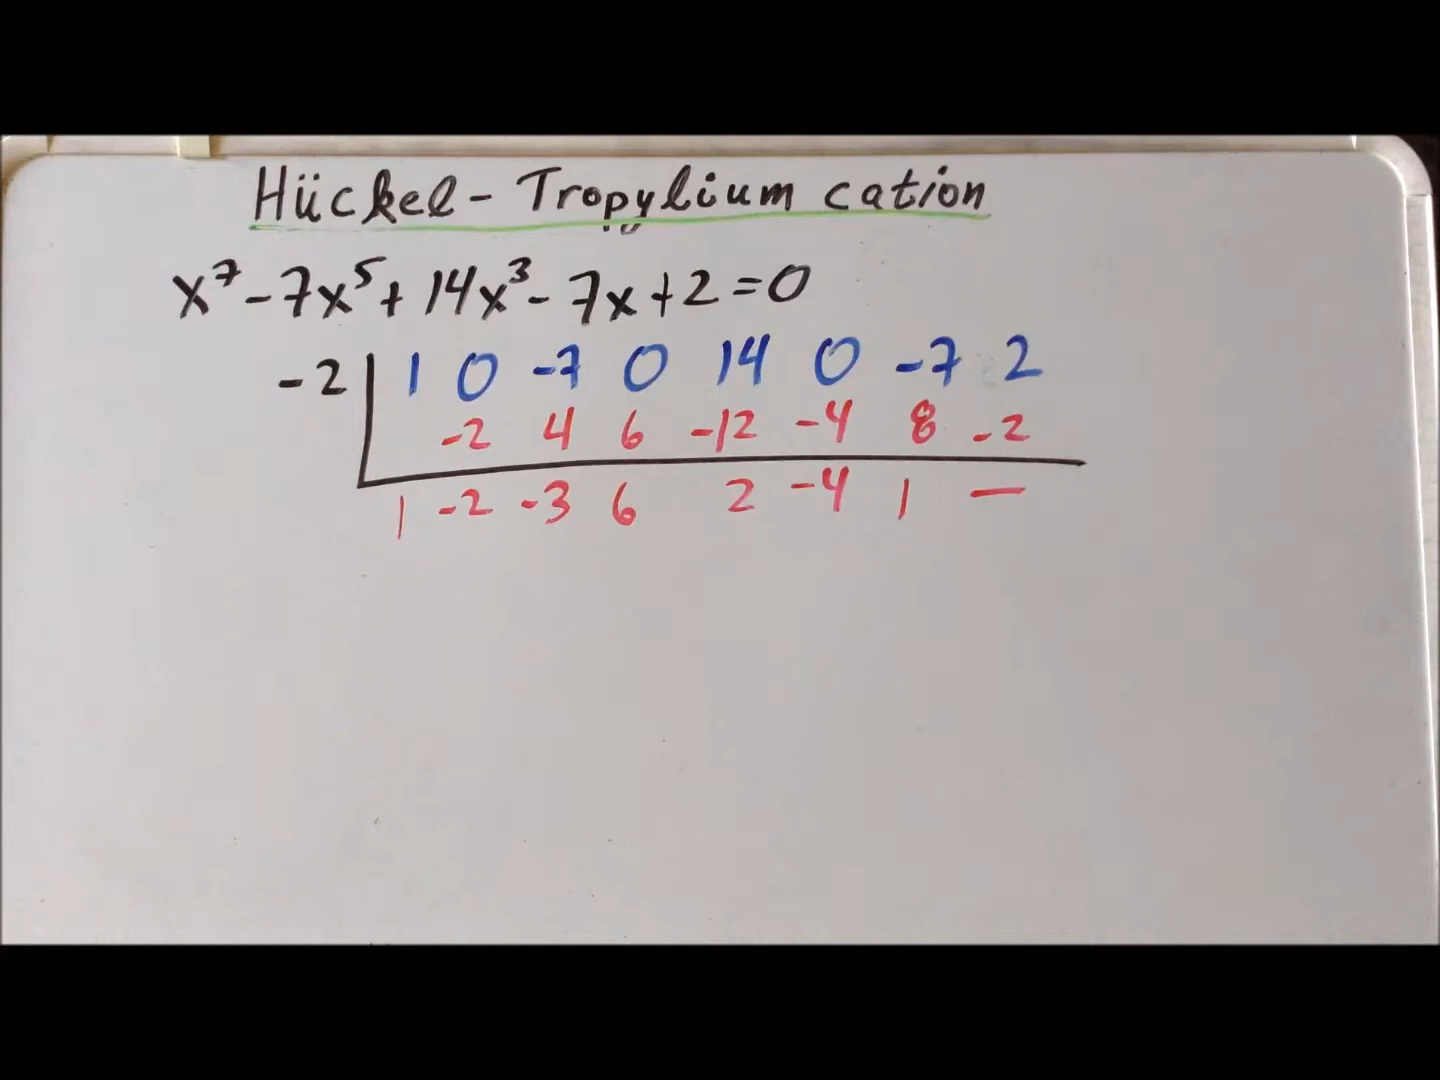 Hückel - Tropylium cation
x⁷ - 7x⁵ + 14x³ - 7x + 2 = 0
-2 | 1 0 -7 0 14 0 -7 2
-2 4 6 -12 -4 8 -2
1 -2 -3 6 2 -4 1 —